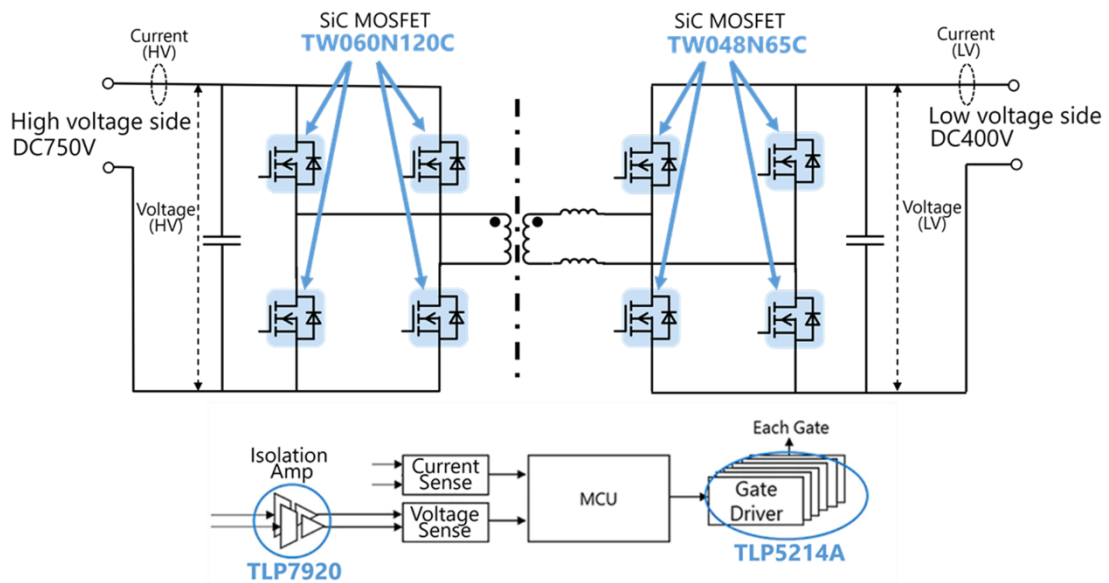 SiC MOSFET
TW060N120C
SiC MOSFET
TW048N65C
Current
(HV)
Current
(LV)
High voltage side
DC750V
Low voltage side
DC400V
Voltage
(HV)
Voltage
(LV)
Each Gate
Isolation
Amp
Current
Sense
Voltage
Sense
MCU
Gate
Driver
TLP7920
TLP5214A